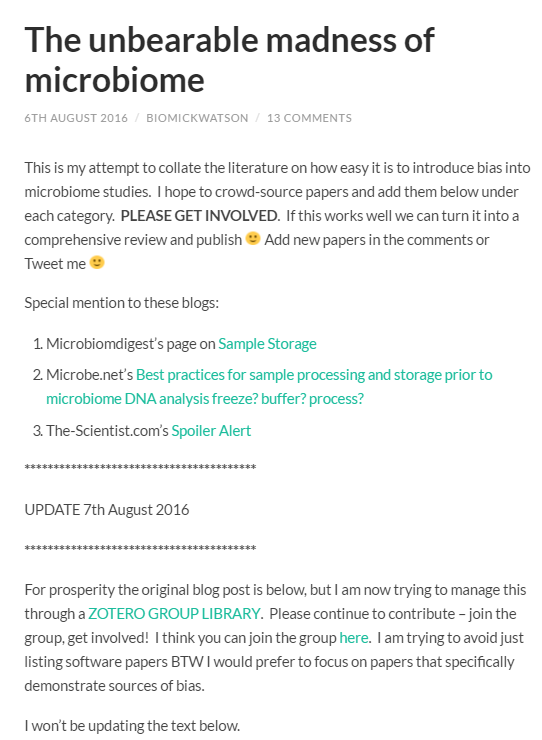 The unbearable madness of
microbiome
6TH AUGUST 2016 / BIOMICKWATSON / 13 COMMENTS
This is my attempt to collate the literature on how easy it is to introduce bias into
microbiome studies. I hope to crowd-source papers and add them below under
each category. PLEASE GET INVOLVED. If this works well we can turn it into a
comprehensive review and publish 🙂 Add new papers in the comments or
Tweet me 🙂
Special mention to these blogs:
1. Microbiomdigest’s page on Sample Storage
2. Microbe.net’s Best practices for sample processing and storage prior to
microbiome DNA analysis freeze? buffer? process?
3. The-Scientist.com’s Spoiler Alert
****************************************
UPDATE 7th August 2016
****************************************
For prosperity the original blog post is below, but I am now trying to manage this
through a ZOTERO GROUP LIBRARY. Please continue to contribute – join the
group, get involved! I think you can join the group here. I am trying to avoid just
listing software papers BTW I would prefer to focus on papers that specifically
demonstrate sources of bias.
I won’t be updating the text below.